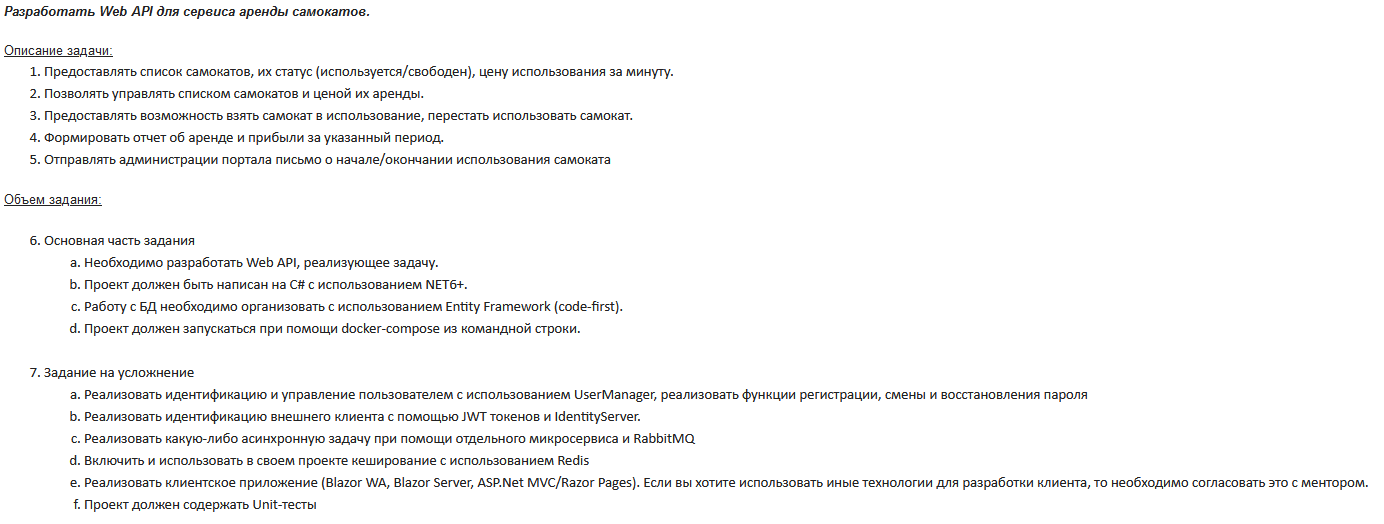 Разработать Web API для сервиса аренды самокатов.
Описание задачи:
1. Предоставлять список самокатов, их статус (используется/свободен), цену использования за минуту.
2. Позволять управлять списком самокатов и ценой их аренды.
3. Предоставлять возможность взять самокат в использование, перестать использовать самокат.
4. Формировать отчет об аренде и прибыли за указанный период.
5. Отправлять администрации портала письмо о начале/окончании использования самоката
Объем задания:
6. Основная часть задания
a. Необходимо разработать Web API, реализующее задачу.
b. Проект должен быть написан на C# с использованием NET6+.
c. Работу с БД необходимо организовать с использованием Entity Framework (code-first).
d. Проект должен запускаться при помощи docker-compose из командной строки.
7. Задание на усложнение
a. Реализовать идентификацию и управление пользователем с использованием UserManager, реализовать функции регистрации, смены и восстановления пароля
b. Реализовать идентификацию внешнего клиента с помощью JWT токенов и IdentityServer.
c. Реализовать какую-либо асинхронную задачу при помощи отдельного микросервиса и RabbitMQ
d. Включить и использовать в своем проекте кеширование с использованием Redis
e. Реализовать клиентское приложение (Blazor WA, Blazor Server, ASP.Net MVC/Razor Pages). Если вы хотите использовать иные технологии для разработки клиента, то необходимо согласовать это с ментором.
f. Проект должен содержать Unit-тесты